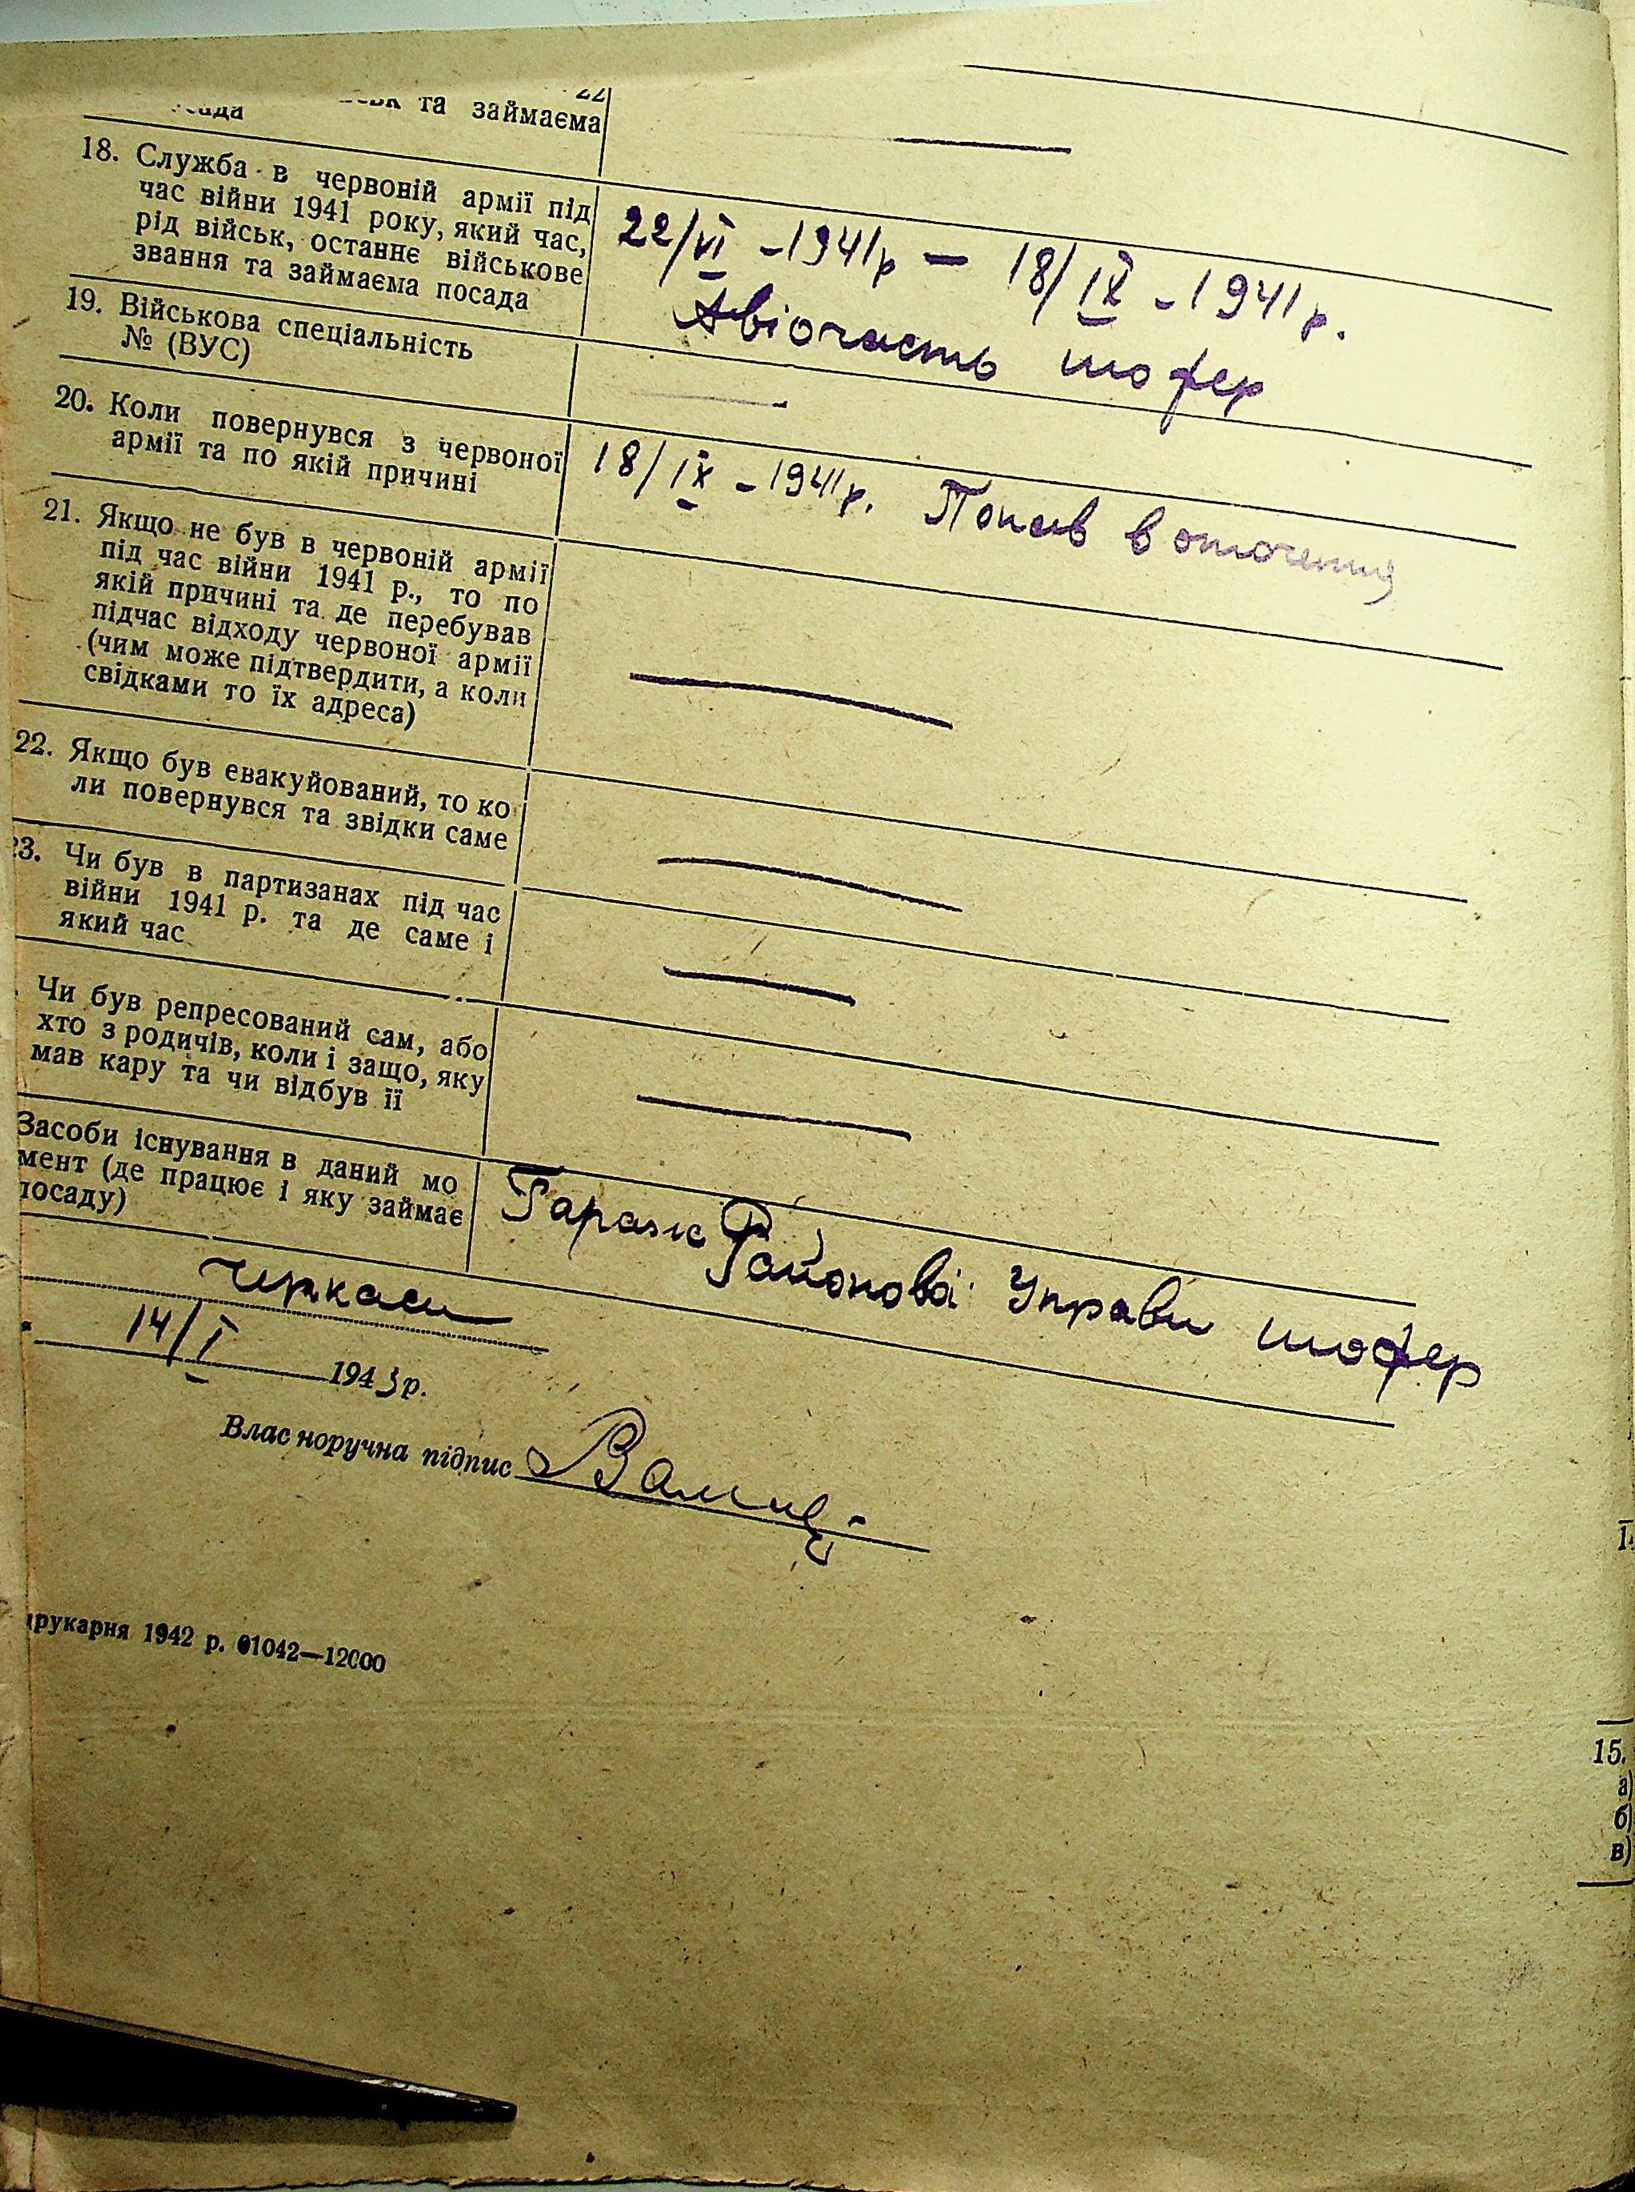 та займаєма
18. Служба в червоній армії під
час війни 1941 року, який час,
рід військ, останнє військове
звання та займаєма посада
22/VI - 1941р — 18/IX - 1941р.
Авіочасть шофер
19. Військова спеціальність
№ (ВУС)
20. Коли повернувся з червоної
армії та по якій причині
18/IX - 1941р. Попав в оточення
21. Якщо не був в червоній армії
під час війни 1941 р., то по
якій причині та де перебував
підчас відходу червоної армії
(чим може підтвердити, а коли
свідками то їх адреса)
22. Якщо був евакуйований, то ко
ли повернувся та звідки саме
23. Чи був в партизанах під час
війни 1941 р. та де саме і
який час
Чи був репресований сам, або
хто з родичів, коли і защо, яку
мав кару та чи відбув її
Засоби існування в даний мо
мент (де працює і яку займає
посаду)
Гараж Районової Управи шофер
Черкаси
14/I 1943р.
Власноручна підпис
друкарня 1942 р. 01042—12000
15.
а)
б)
в)